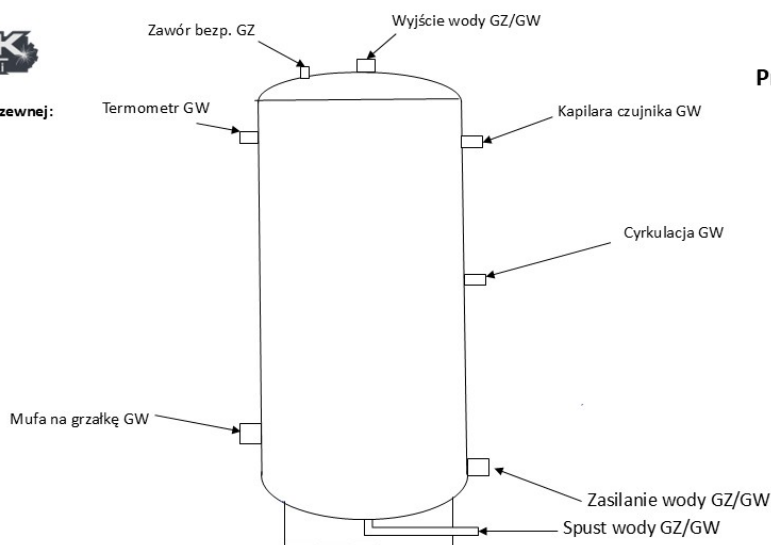 Zawór bezp. GZ
Wyjście wody GZ/GW
zewnej:
Termometr GW
Kapilara czujnika GW
Cyrkulacja GW
Mufa na grzałkę GW
Zasilanie wody GZ/GW
Spust wody GZ/GW